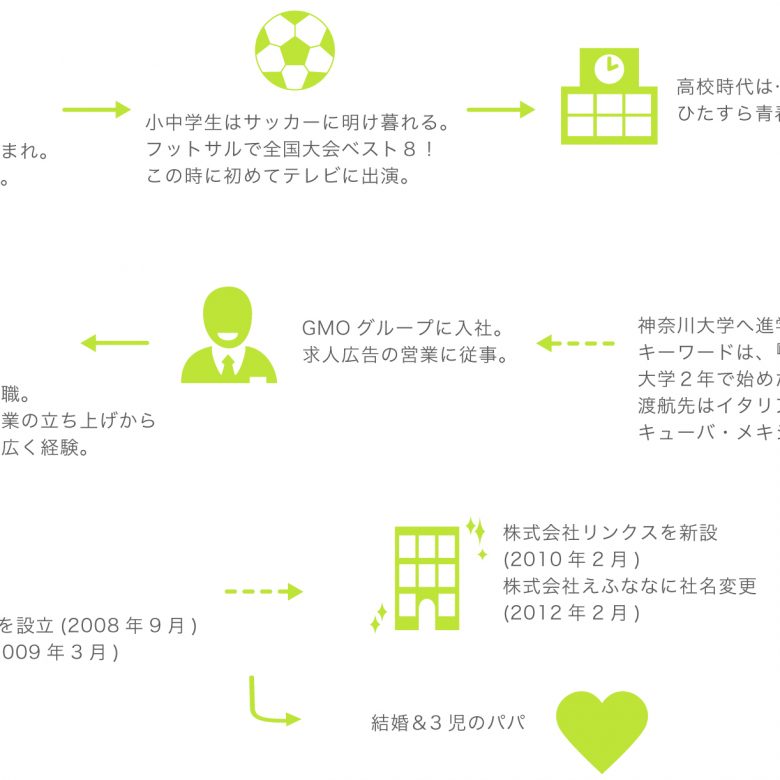 まれ。
。
小中学生はサッカーに明け暮れる。
フットサルで全国大会ベスト８！
この時に初めてテレビに出演。
高校時代は
ひたすら青春
職。
業の立ち上げから
広く経験。
GMO グループに入社。
求人広告の営業に従事。
神奈川大学へ進学
キーワードは、
大学２年で始めた
渡航先はイタリア
キューバ・メキシ
を設立 (2008 年 9 月 )
009 年 3 月 )
株式会社リンクスを新設
(2010 年 2 月 )
株式会社えふななに社名変更
(2012 年 2 月 )
結婚＆3 児のパパ